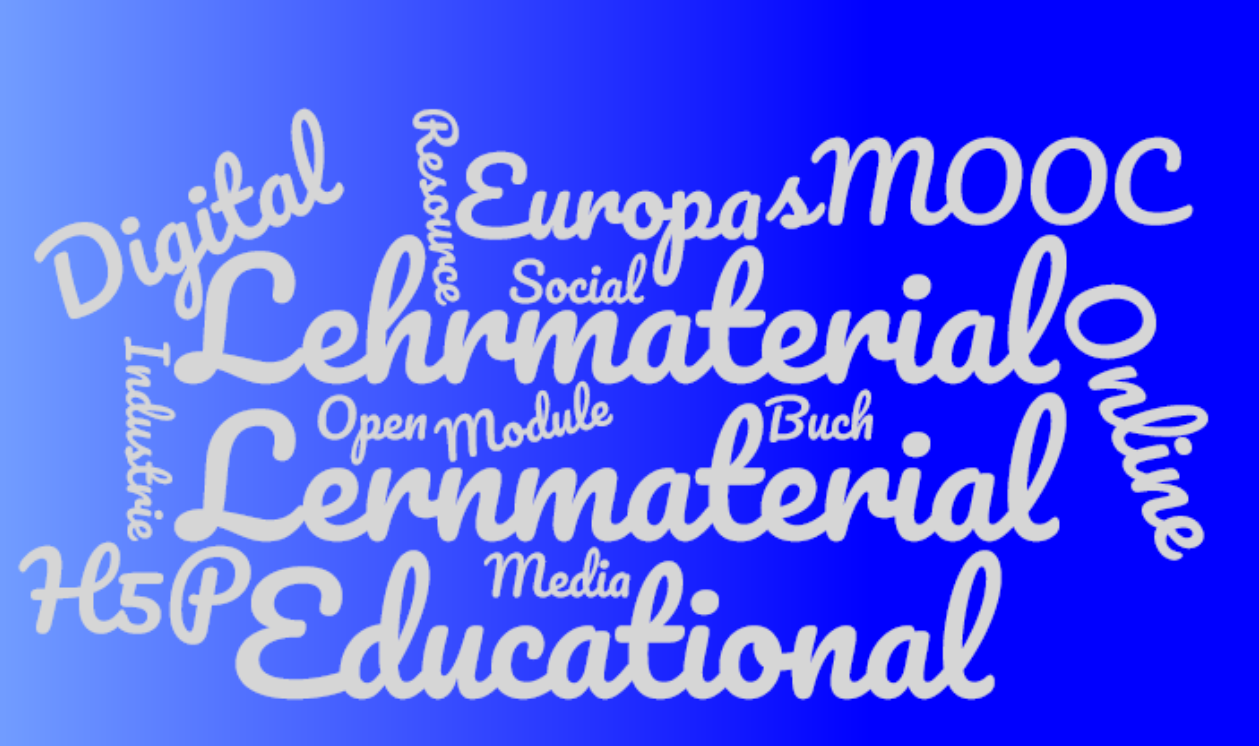 Digital
Resource
Europas
MOOC
Social
Lehrmaterial
Online
Industrie
Open
Module
Buch
Lernmaterial
H5P
Media
Educational